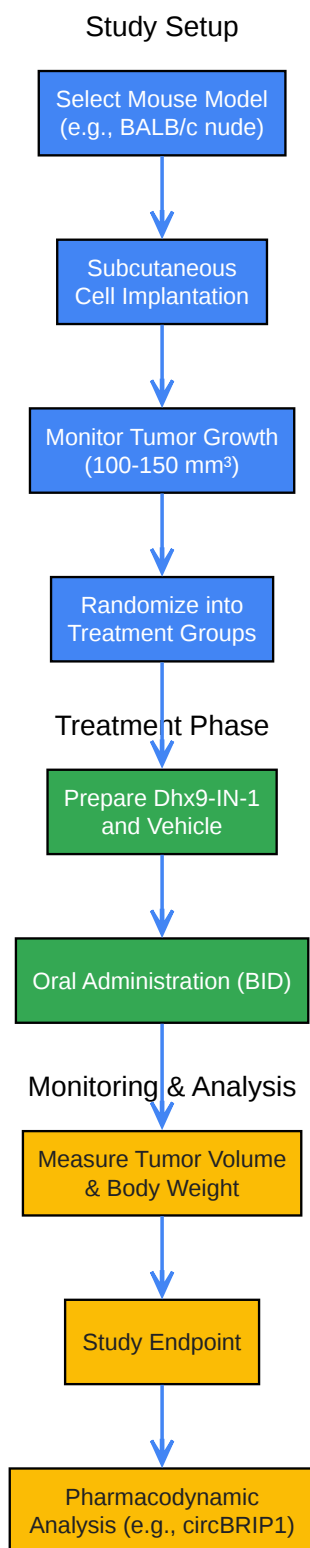 Study Setup
Select Mouse Model
(e.g., BALB/c nude)
Subcutaneous
Cell Implantation
Monitor Tumor Growth
(100-150 mm³)
Randomize into
Treatment Groups
Treatment Phase
Prepare Dhx9-IN-1
and Vehicle
Oral Administration (BID)
Monitoring & Analysis
Measure Tumor Volume
& Body Weight
Study Endpoint
Pharmacodynamic
Analysis (e.g., circBRIP1)